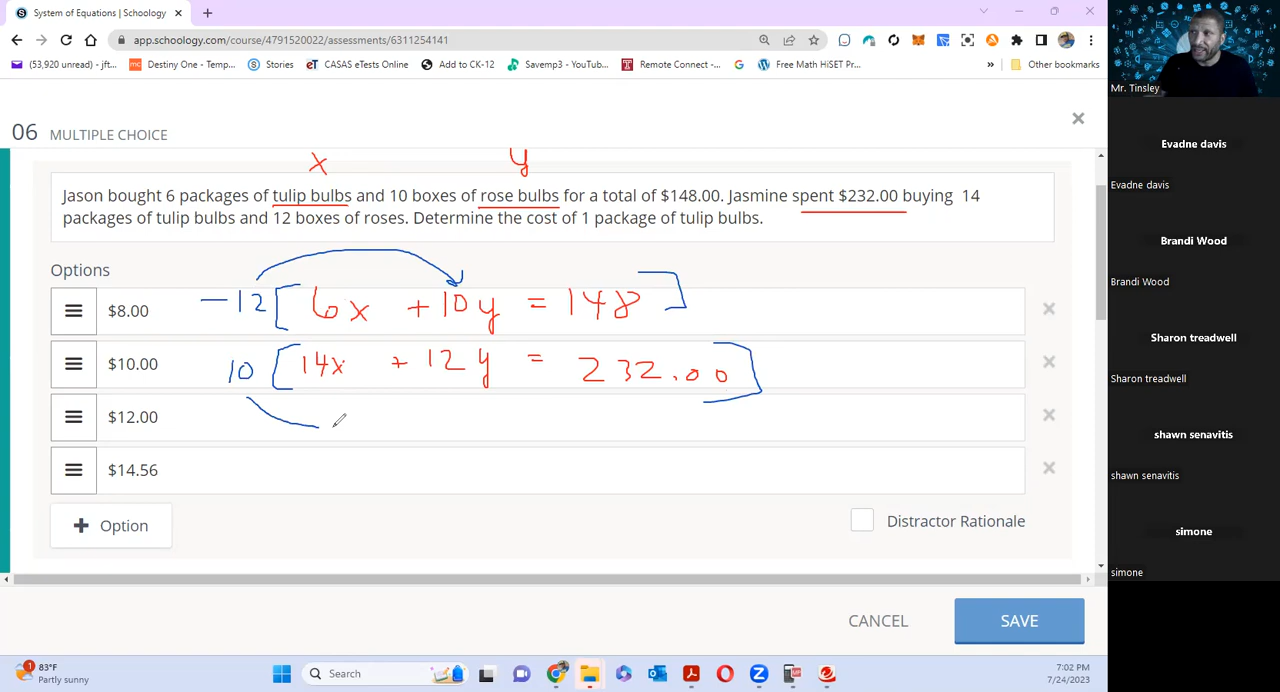 System of Equations | Schoology
app.schoology.com/course/4791520022/assessments/6311254141
(53,920 unread) - jft...
Destiny One - Temp...
Stories
CASAS eTests Online
Add to CK-12
Savemp3 - YouTub...
Remote Connect -...
Free Math HiSET Pr...
»
Other bookmarks
Mr. Tinsley
06 MULTIPLE CHOICE
x y
Jason bought 6 packages of tulip bulbs and 10 boxes of rose bulbs for a total of $148.00. Jasmine spent $232.00 buying 14
packages of tulip bulbs and 12 boxes of roses. Determine the cost of 1 package of tulip bulbs.
Options
$8.00
-12[6x + 10y = 148]
$10.00
10[14x + 12y = 232.00]
$12.00
$14.56
Option
Distractor Rationale
CANCEL
SAVE
Evadne davis
Evadne davis
Brandi Wood
Brandi Wood
Sharon treadwell
Sharon treadwell
shawn senavitis
shawn senavitis
simone
simone
1
83°F
Partly sunny
Search
7:02 PM
7/24/2023